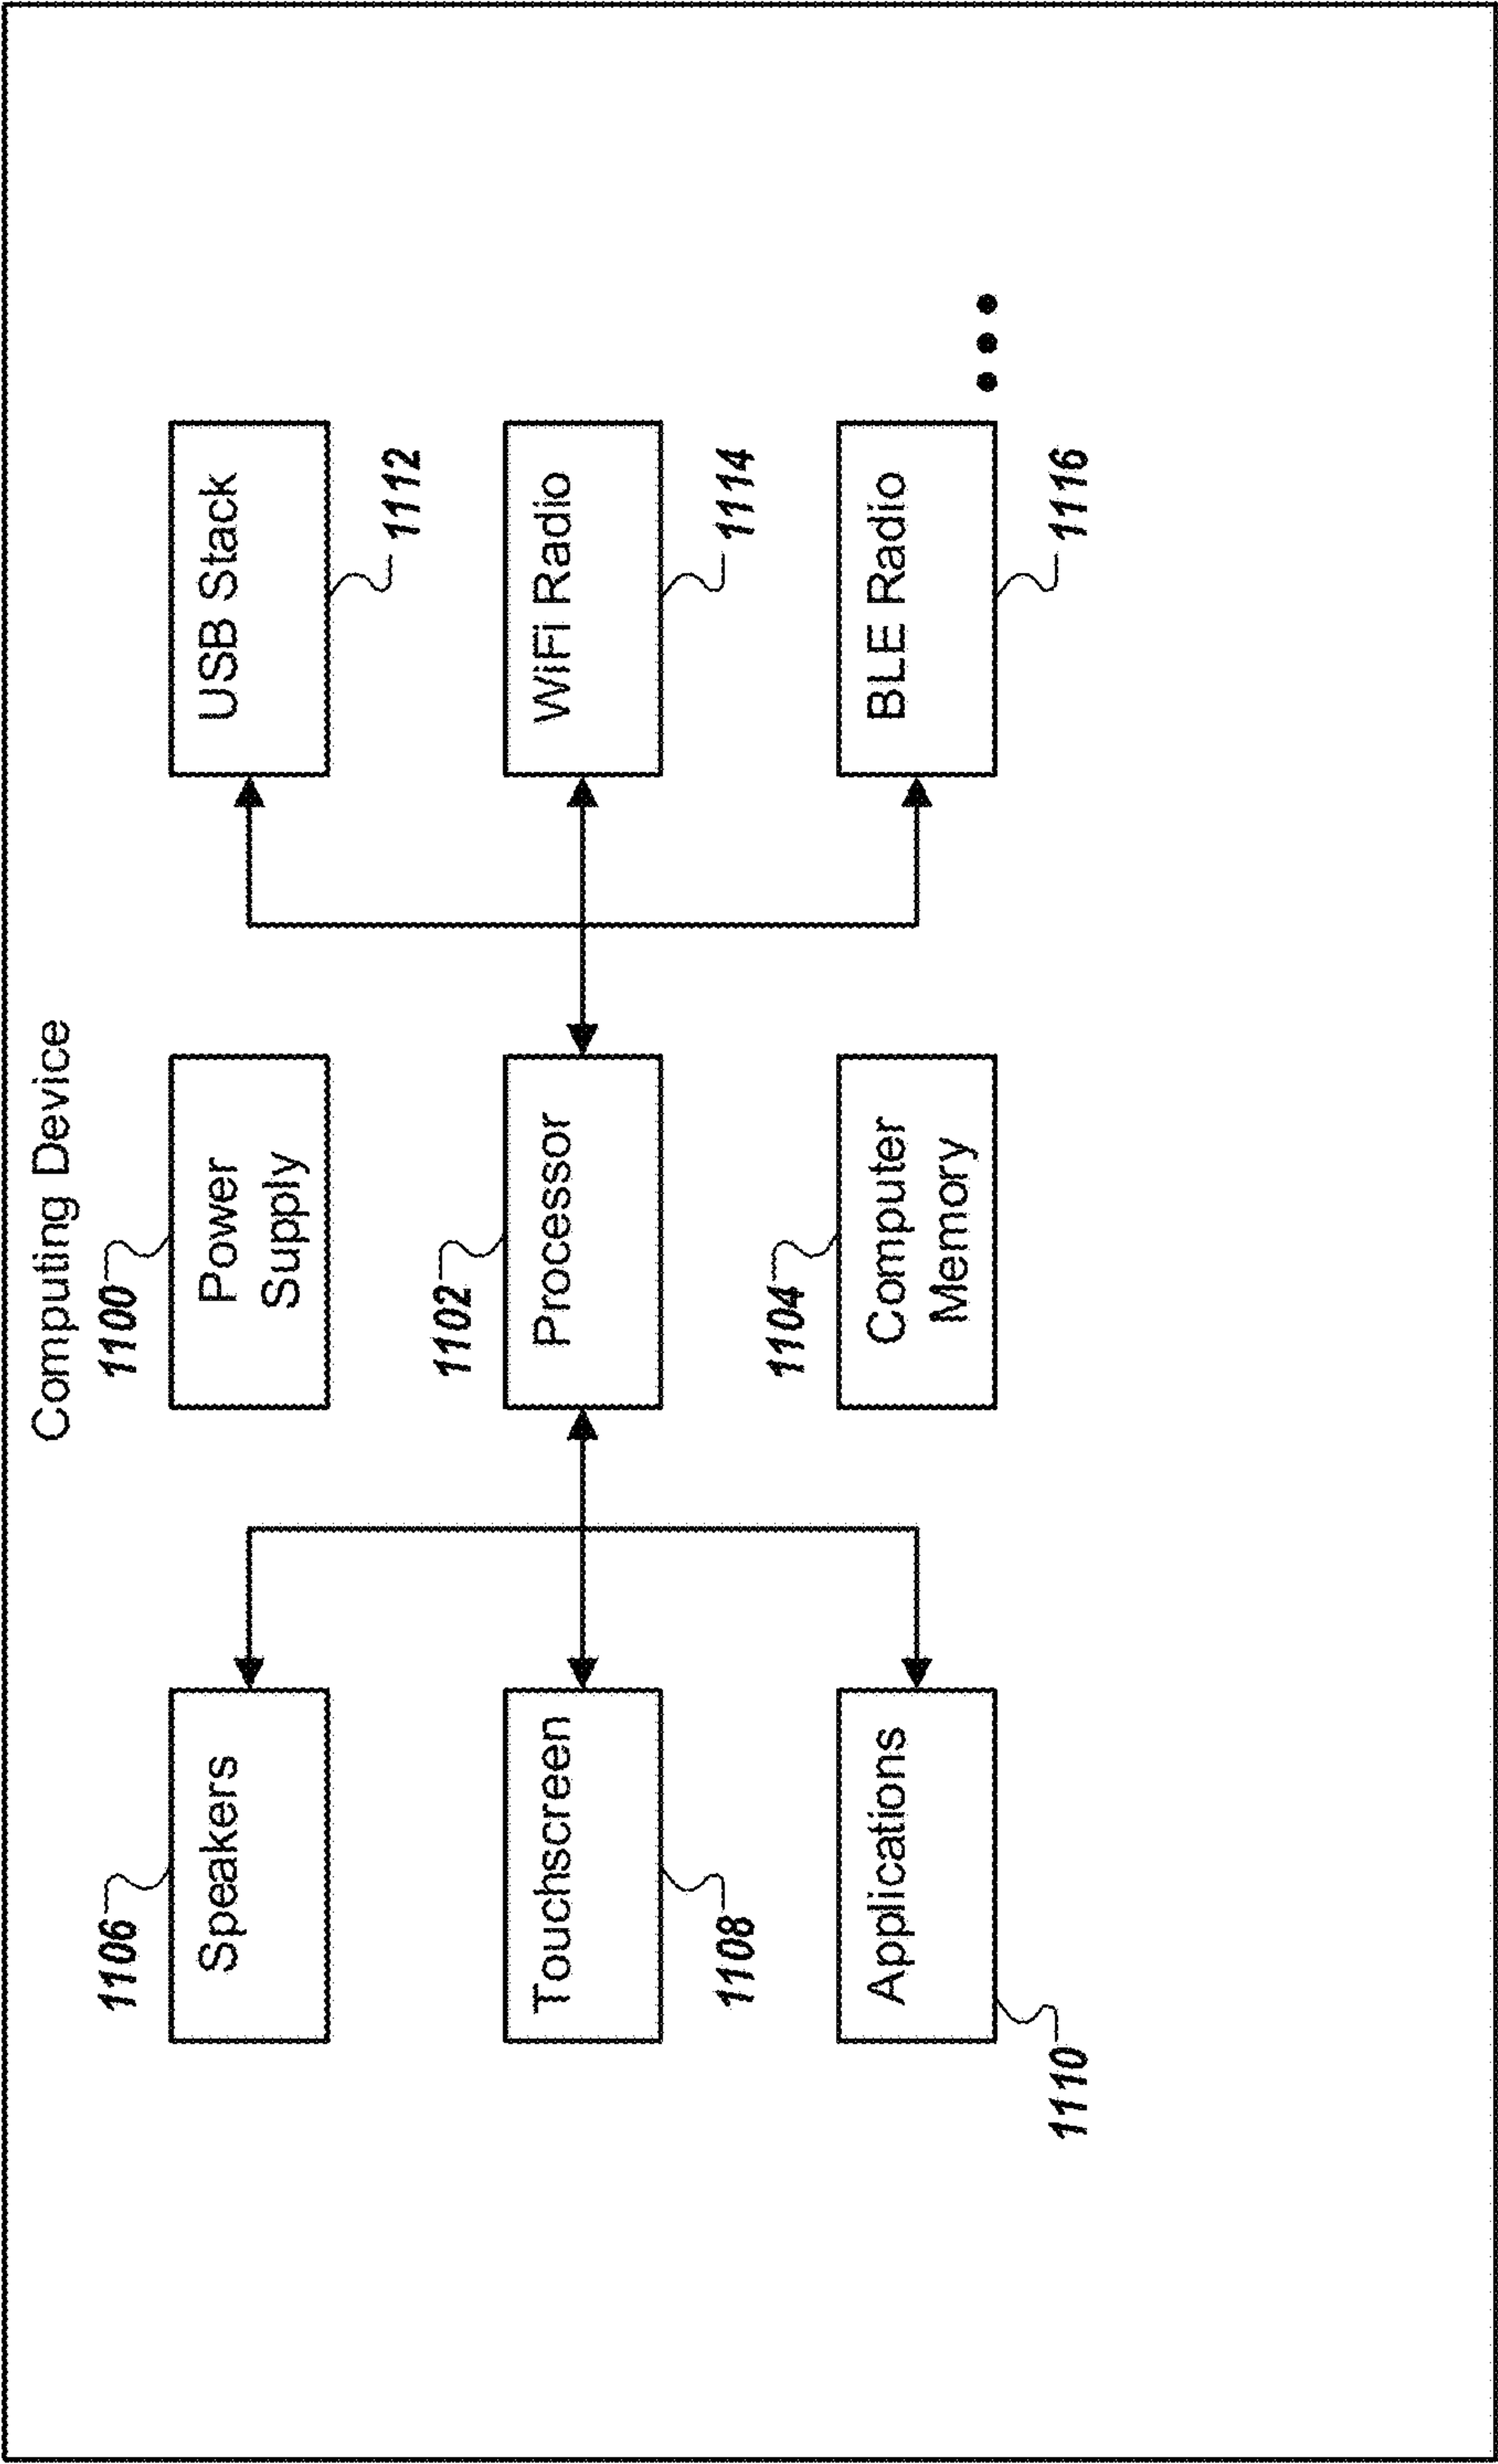 Computing Device
1106
Speakers
1100
Power
Supply
USB Stack
1112
Touchscreen
1108
1102
Processor
WiFi Radio
1114
Applications
1110
1104
Computer
Memory
BLE Radio
1116